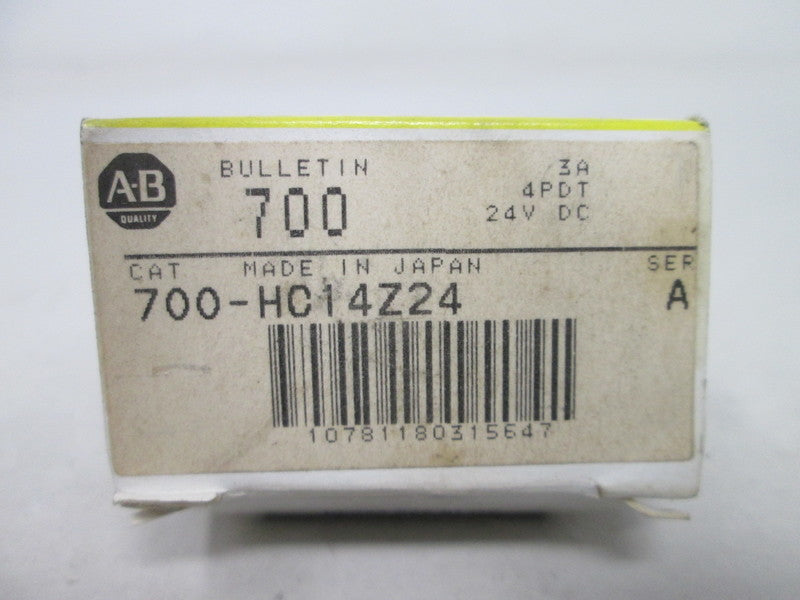 A-B
QUALITY
BULLETIN 3A
700 4PDT
24V DC
CAT MADE IN JAPAN SER
700-HC14Z24 A
10781180315647